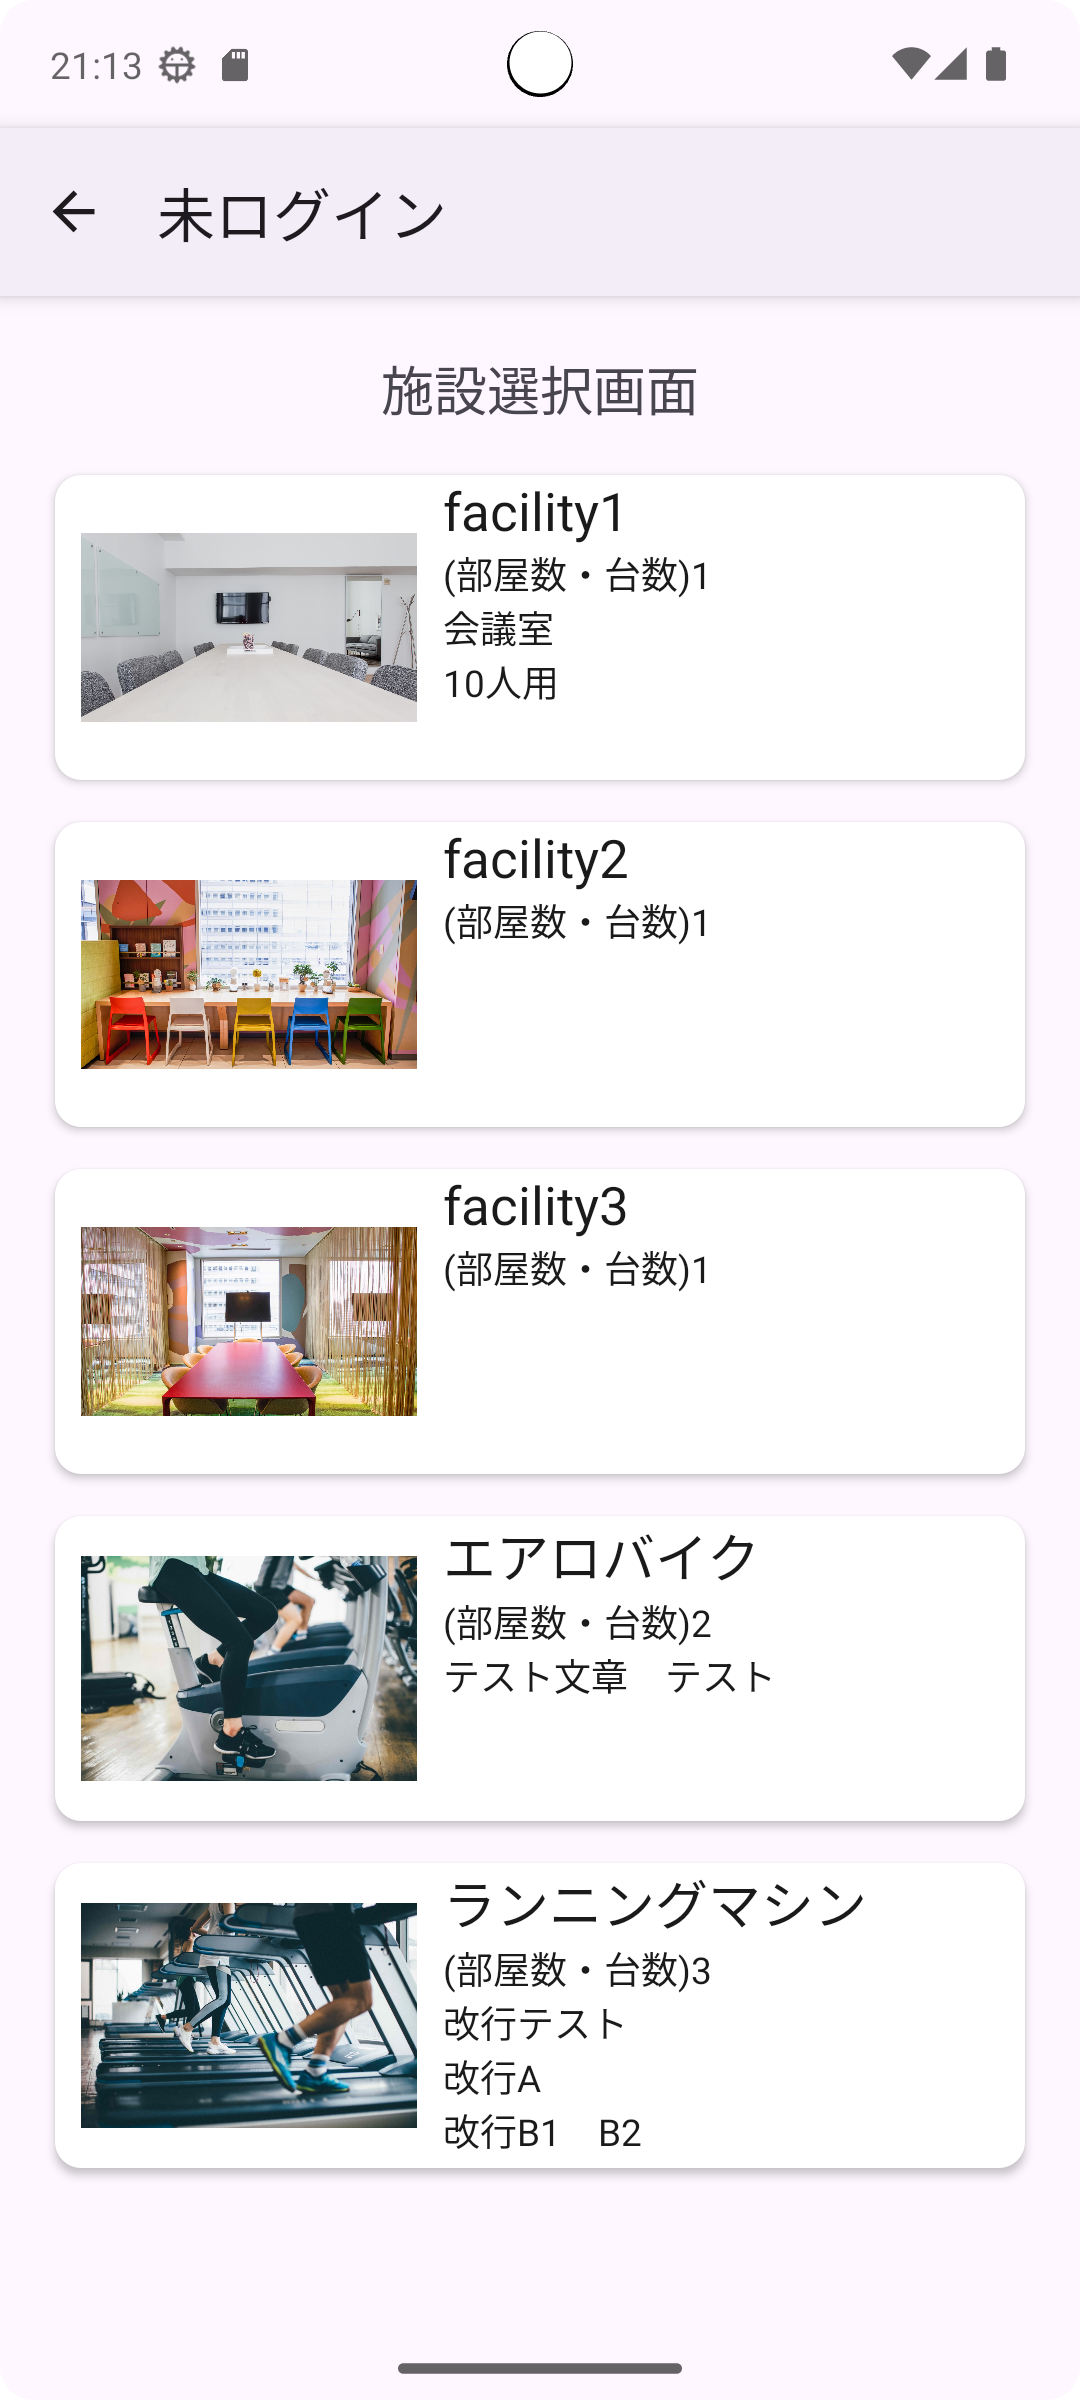 21:13
未ログイン
施設選択画面
facility1
(部屋数・台数)1
会議室
10人用
facility2
(部屋数・台数)1
facility3
(部屋数・台数)1
エアロバイク
(部屋数・台数)2
テスト文章　テスト
ランニングマシン
(部屋数・台数)3
改行テスト
改行A
改行B1　B2